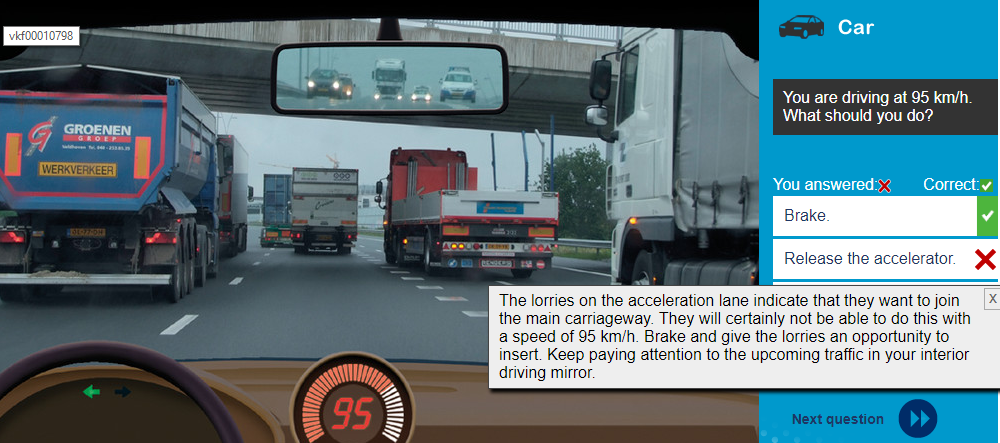 vkf00010798
Car
You are driving at 95 km/h.
What should you do?
You answered:
Correct:
Brake.
Release the accelerator.
The lorries on the acceleration lane indicate that they want to join
the main carriageway. They will certainly not be able to do this with
a speed of 95 km/h. Brake and give the lorries an opportunity to
insert. Keep paying attention to the upcoming traffic in your interior
driving mirror.
X
Next question
GROENEN
GROEP
WERKVERKEER
95